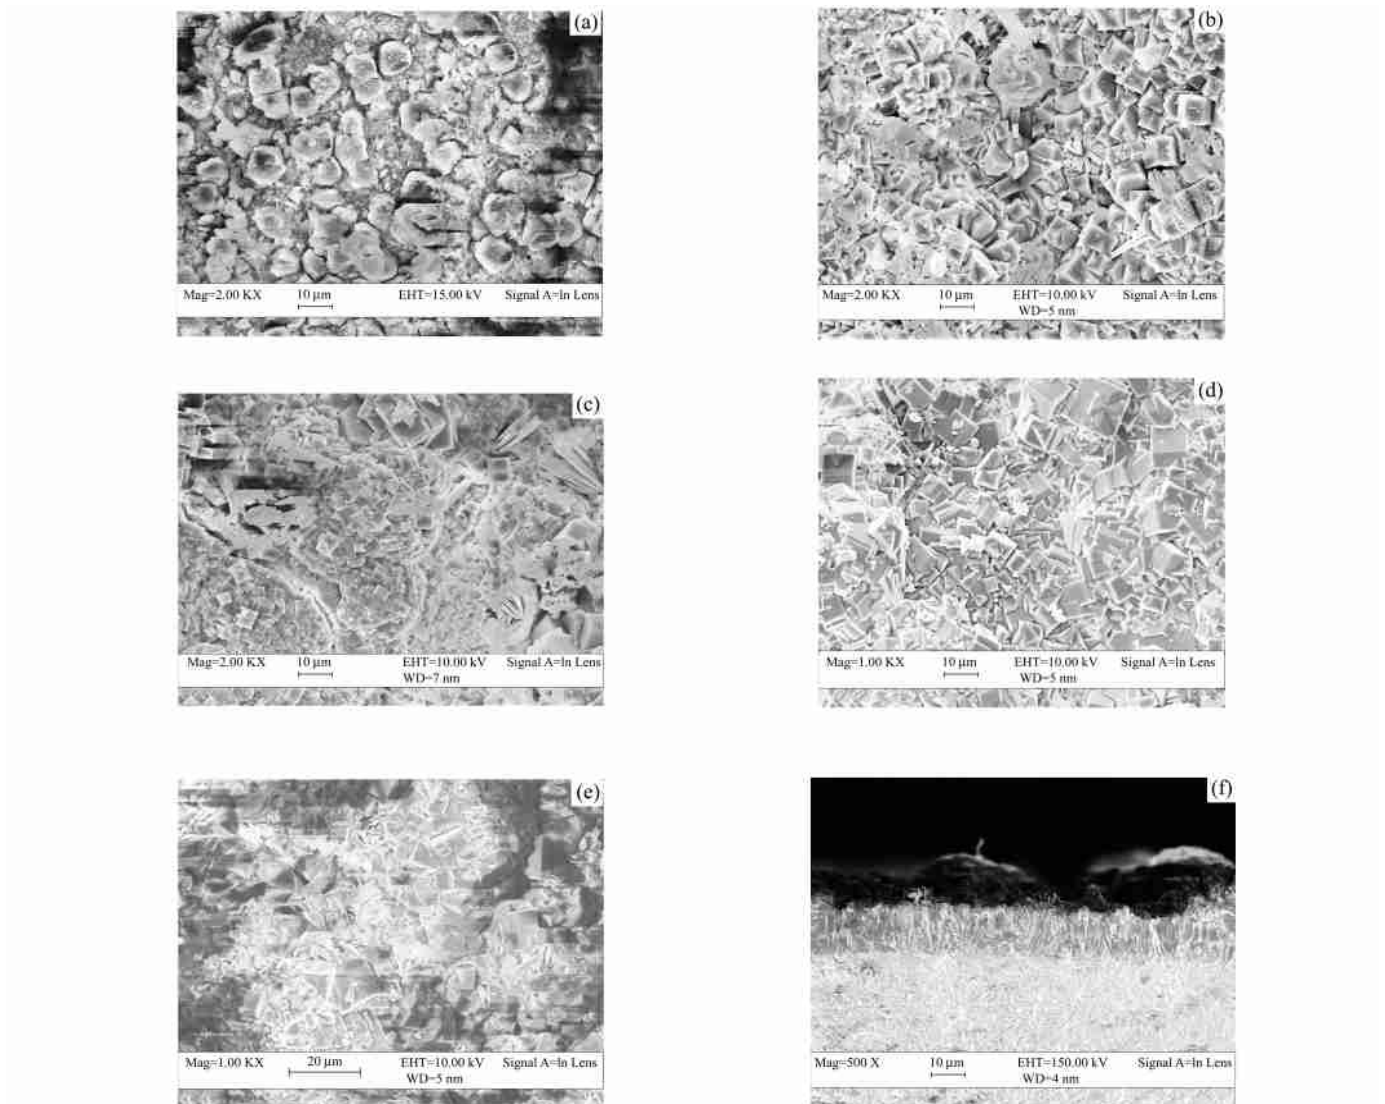 (a)
Mag=2.00 KX 10 μm EHT=15.00 kV Signal A=In Lens
(b)
Mag=2.00 KX 10 μm EHT=10.00 kV Signal A=In Lens
WD=5 nm
(c)
Mag=2.00 KX 10 μm EHT=10.00 kV Signal A=In Lens
WD=7 nm
(d)
Mag=1.00 KX 10 μm EHT=10.00 kV Signal A=In Lens
WD=5 nm
(e)
Mag=1.00 KX 20 μm EHT=10.00 kV Signal A=In Lens
WD=5 nm
(f)
Mag=500 X 10 μm EHT=150.00 kV Signal A=In Lens
WD=4 nm